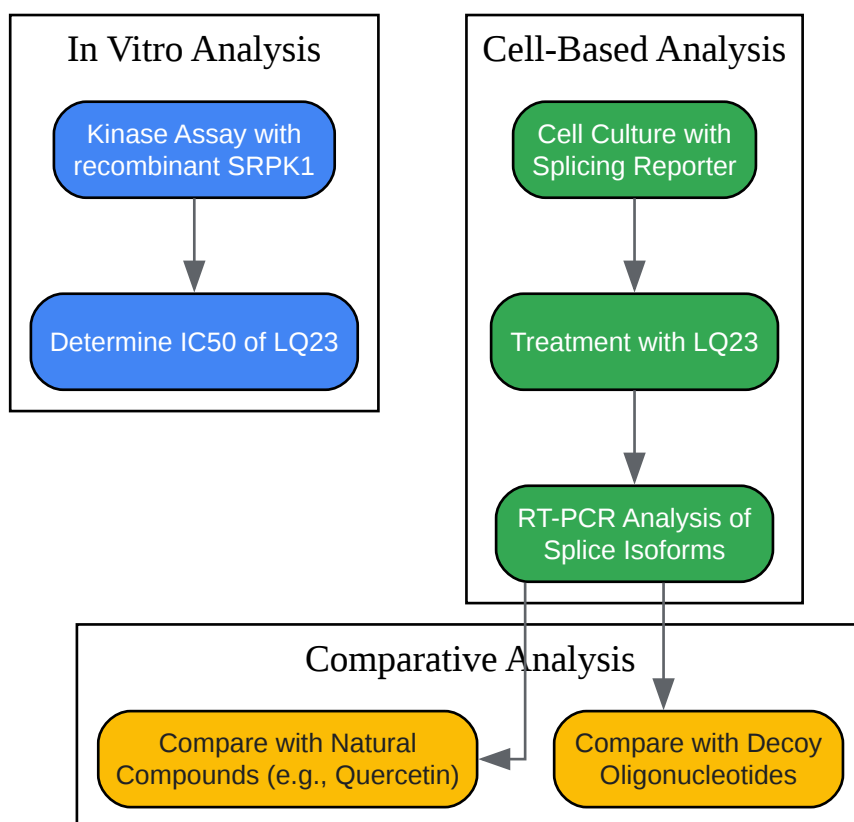 In Vitro Analysis
Kinase Assay with
recombinant SRPK1
Determine IC50 of LQ23
Cell-Based Analysis
Cell Culture with
Splicing Reporter
Treatment with LQ23
RT-PCR Analysis of
Splice Isoforms
Comparative Analysis
Compare with Natural
Compounds (e.g., Quercetin)
Compare with Decoy
Oligonucleotides